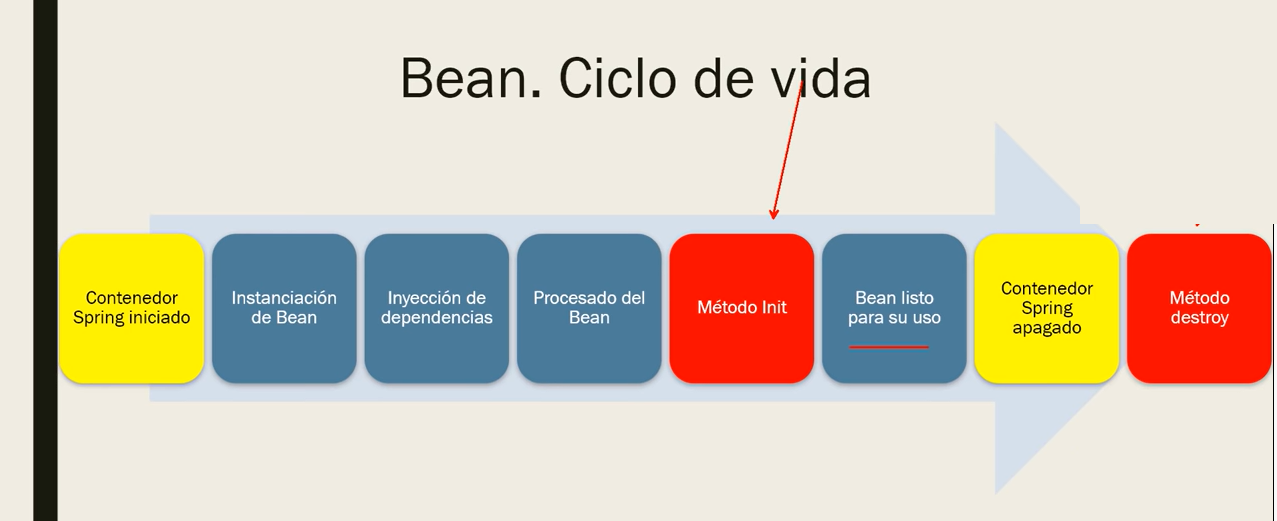 Bean. Ciclo de vida
Contenedor
Spring iniciado
Instanciación
de Bean
Inyección de
dependencias
Procesado del
Bean
Método Init
Bean listo
para su uso
Contenedor
Spring
apagado
Método
destroy